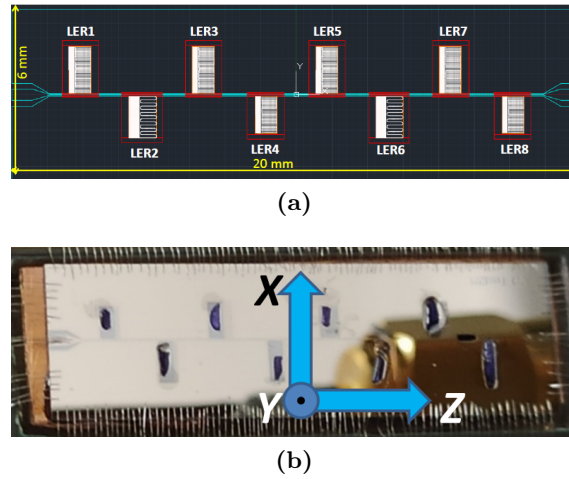 LER1 LER3 LER5 LER7
6 mm
Y
LER2 LER4 LER6 LER8
20 mm
(a)
X
Y Z
(b)